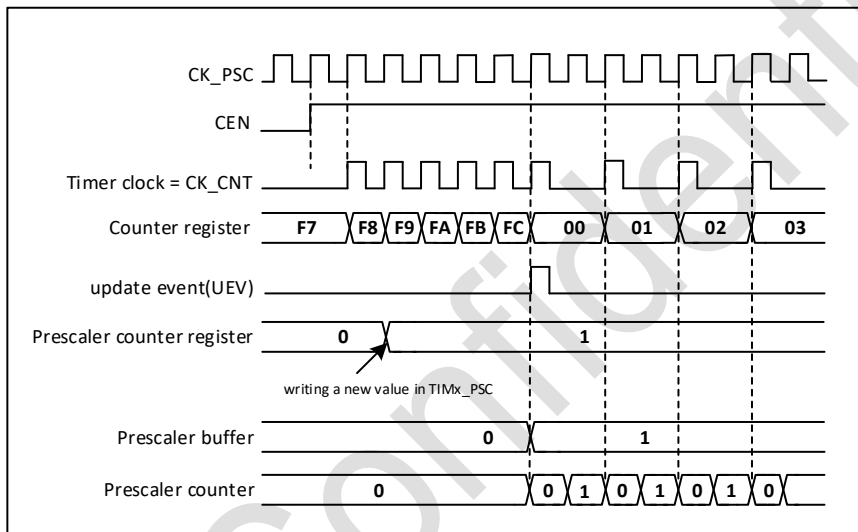 CK_PSC
CEN
Timer clock = CK_CNT
Counter register F7 F8 F9 FA FB FC 00 01 02 03
update event(UEV)
Prescaler counter register 0 1
writing a new value in TIMx_PSC
Prescaler buffer 0 1
Prescaler counter 0 0 1 0 1 0 1 0
Confident